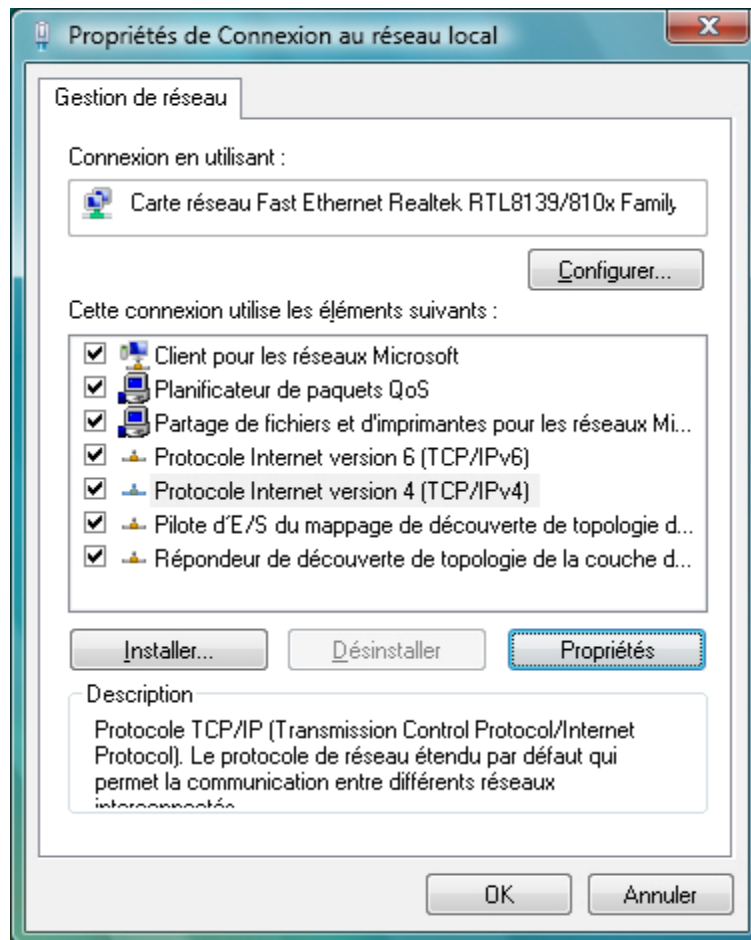 Propriétés de Connexion au réseau local
Gestion de réseau
Connexion en utilisant :
Carte réseau Fast Ethernet Realtek RTL8139/810x Family
Configurer...
Cette connexion utilise les éléments suivants :
Client pour les réseaux Microsoft
Planificateur de paquets QoS
Partage de fichiers et d'imprimantes pour les réseaux Mi...
Protocole Internet version 6 (TCP/IPv6)
Protocole Internet version 4 (TCP/IPv4)
Pilote d'E/S du mappage de découverte de topologie d...
Répondeur de découverte de topologie de la couche d...
Installer...
Désinstaller
Propriétés
Description
Protocole TCP/IP (Transmission Control Protocol/Internet
Protocol). Le protocole de réseau étendu par défaut qui
permet la communication entre différents réseaux
OK
Annuler